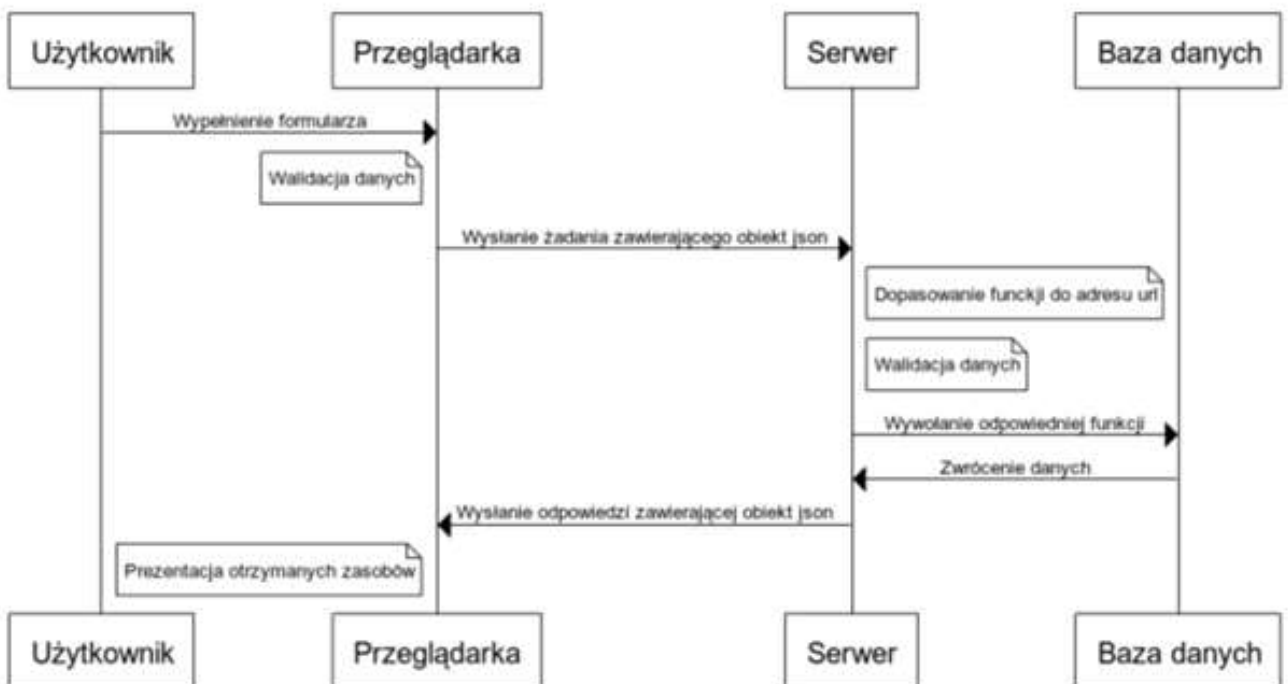 Użytkownik
Przeglądarka
Serwer
Baza danych
Wypełnienie formularza
Walidacja danych
Wysłanie żadania zawierającego obiekt json
Dopasowanie funckji do adresu url
Walidacja danych
Wywołanie odpowiedniej funkcji
Zwrócenie danych
Wysłanie odpowiedzi zawierającej obiekt json
Prezentacja otrzymanych zasobów
Użytkownik
Przeglądarka
Serwer
Baza danych